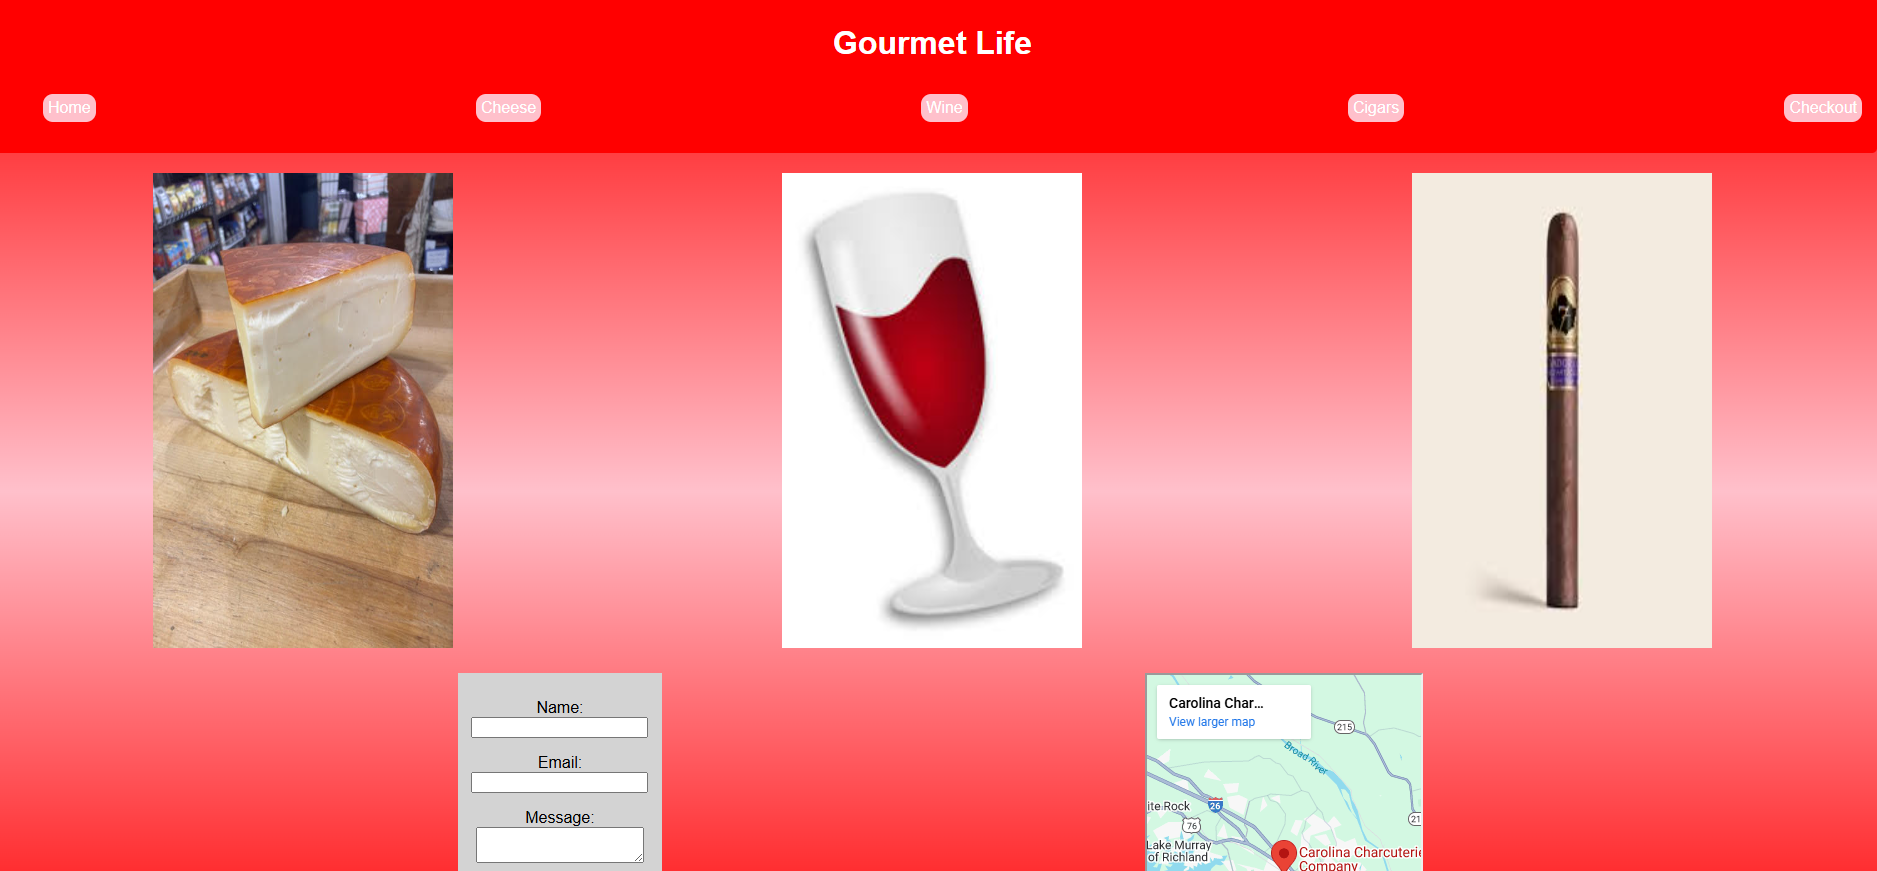 Gourmet Life
Home
Cheese
Wine
Cigars
Checkout
Name:
Email:
Message:
Carolina Char...
View larger map
215
Broad River
ite Rock
26
76
21
Lake Murray
of Richland
Carolina Charcuterie
Company